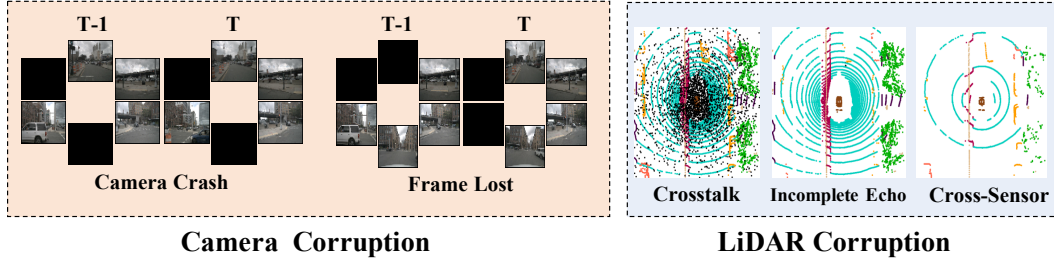 T-1 T T-1 T
Camera Crash Frame Lost
Crosstalk Incomplete Echo Cross-Sensor
Camera Corruption LiDAR Corruption